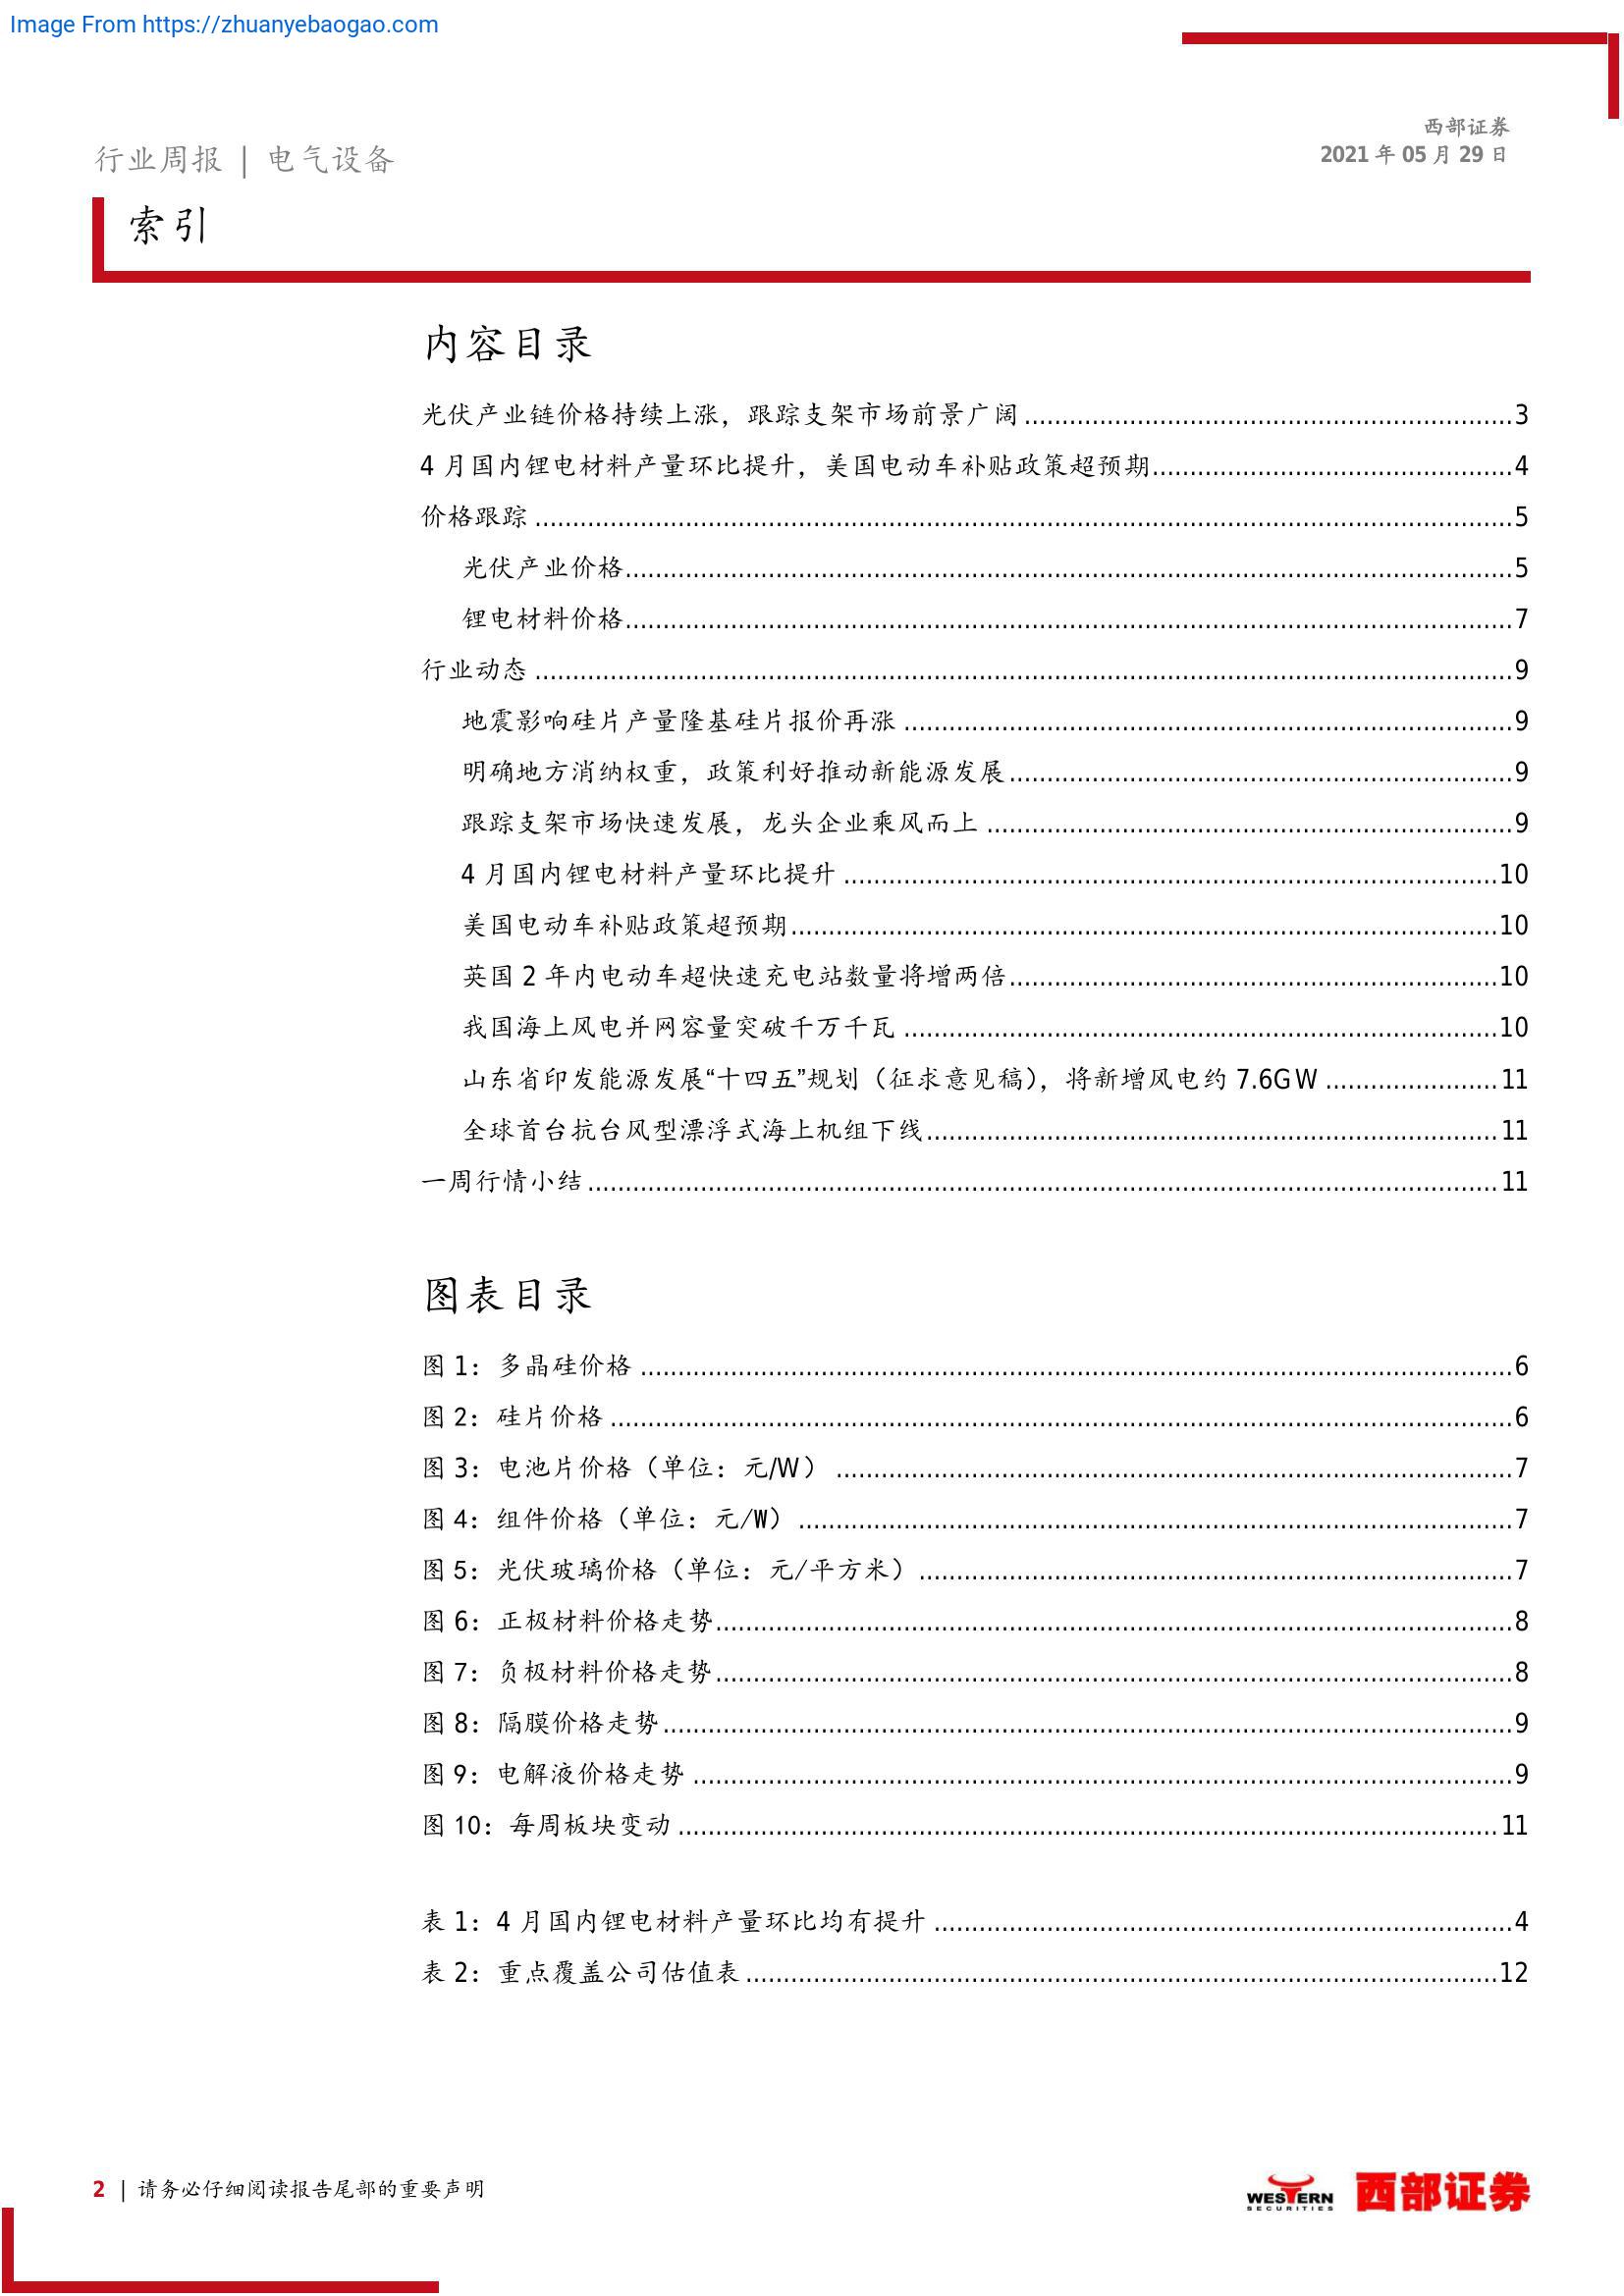 Image From https://zhuanyebaogao.com
西部证券
行业周报 | 电气设备
2021 年 05 月 29 日
索引
内容目录
光伏产业链价格持续上涨，跟踪支架市场前景广阔 ........ 3
4 月国内锂电材料产量环比提升，美国电动车补贴政策超预期 ........ 4
价格跟踪 ........ 5
光伏产业价格 ........ 5
锂电材料价格 ........ 7
行业动态 ........ 9
地震影响硅片产量隆基硅片报价再涨 ........ 9
明确地方消纳权重，政策利好推动新能源发展 ........ 9
跟踪支架市场快速发展，龙头企业乘风而上 ........ 9
4 月国内锂电材料产量环比提升 ........ 10
美国电动车补贴政策超预期 ........ 10
英国 2 年内电动车超快速充电站数量将增两倍 ........ 10
我国海上风电并网容量突破千万千瓦 ........ 10
山东省印发能源发展“十四五”规划（征求意见稿），将新增风电约 7.6GW ........ 11
全球首台抗台风型漂浮式海上机组下线 ........ 11
一周行情小结 ........ 11
图表目录
图 1：多晶硅价格 ........ 6
图 2：硅片价格 ........ 6
图 3：电池片价格（单位：元/W） ........ 7
图 4：组件价格（单位：元/W） ........ 7
图 5：光伏玻璃价格（单位：元/平方米） ........ 7
图 6：正极材料价格走势 ........ 8
图 7：负极材料价格走势 ........ 8
图 8：隔膜价格走势 ........ 9
图 9：电解液价格走势 ........ 9
图 10：每周板块变动 ........ 11
表 1：4 月国内锂电材料产量环比均有提升 ........ 4
表 2：重点覆盖公司估值表 ........ 12
2 | 请务必仔细阅读报告尾部的重要声明
WESTERN
SECURITIES
西部证券